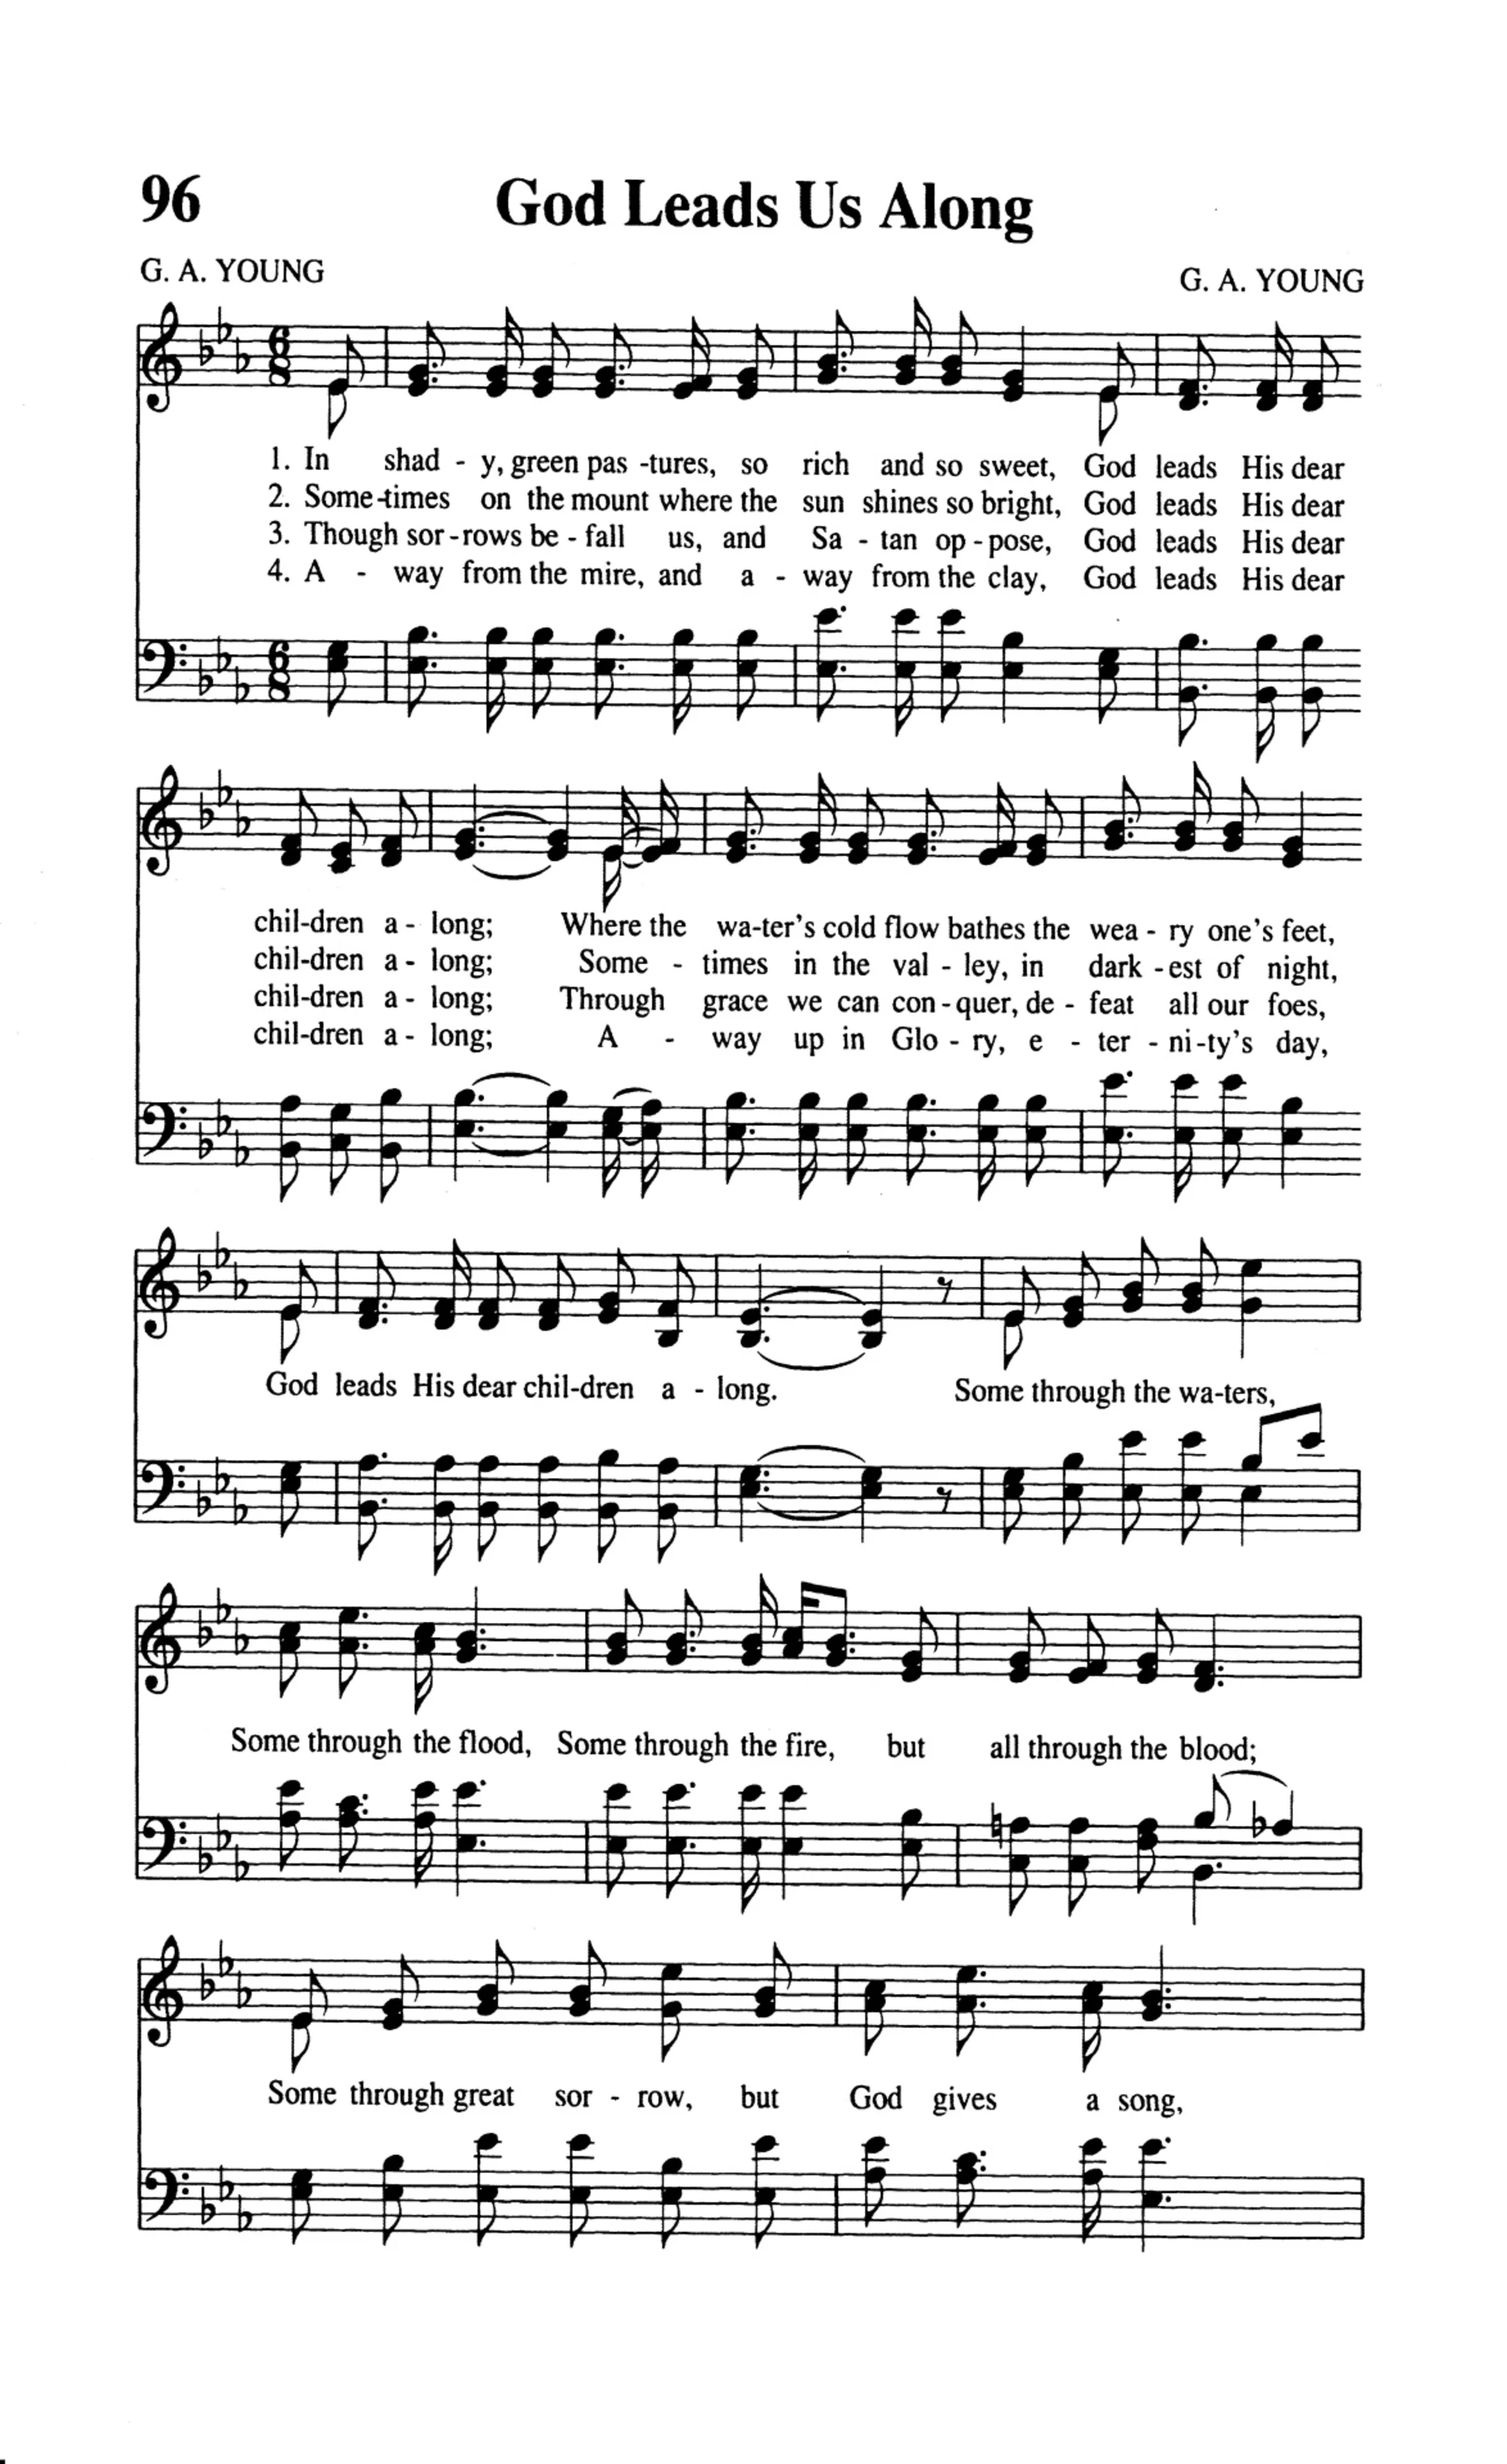 96 God Leads Us Along
G. A. YOUNG G. A. YOUNG
1. In shad - y, green pas -tures, so rich and so sweet, God leads His dear
2. Some-times on the mount where the sun shines so bright, God leads His dear
3. Though sor-rows be - fall us, and Sa - tan op - pose, God leads His dear
4. A - way from the mire, and a - way from the clay, God leads His dear
chil-dren a - long; Where the wa-ter's cold flow bathes the wea - ry one's feet,
chil-dren a - long; Some - times in the val - ley, in dark -est of night,
chil-dren a - long; Through grace we can con - quer, de - feat all our foes,
chil-dren a - long; A - way up in Glo - ry, e - ter - ni-ty's day,
God leads His dear chil-dren a - long. Some through the wa-ters,
Some through the flood, Some through the fire, but all through the blood;
Some through great sor - row, but God gives a song,